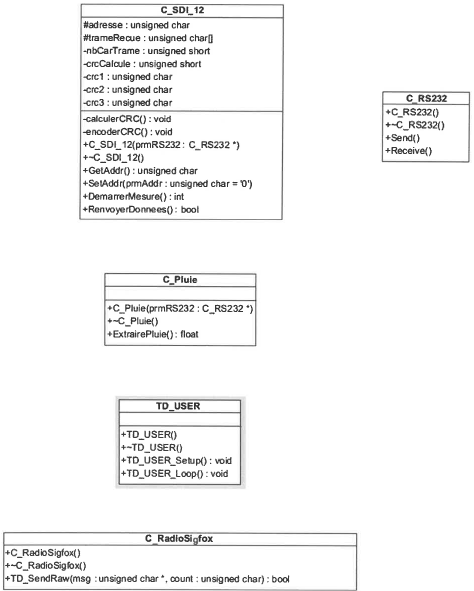 C_SDI_12
#adresse : unsigned char
#trameRecue : unsigned char[]
-nbCarTrame : unsigned short
-crcCalcule : unsigned short
-crc1 : unsigned char
-crc2 : unsigned char
-crc3 : unsigned char
-calculerCRC() : void
-encoderCRC() : void
+C_SDI_12(prmRS232 : C_RS232 *)
+~C_SDI_12()
+GetAddr() : unsigned char
+SetAddr(prmAddr : unsigned char = '0')
+DemarrerMesure() : int
+RenvoyerDonnees() : bool
C_RS232
+C_RS232()
+~C_RS232()
+Send()
+Receive()
C_Pluie
+C_Pluie(prmRS232 : C_RS232 *)
+~C_Pluie()
+ExtrairePluie() : float
TD_USER
+TD_USER()
+~TD_USER()
+TD_USER_Setup() : void
+TD_USER_Loop() : void
C_RadioSigfox
+C_RadioSigfox()
+~C_RadioSigfox()
+TD_SendRaw(msg : unsigned char *, count : unsigned char) : bool